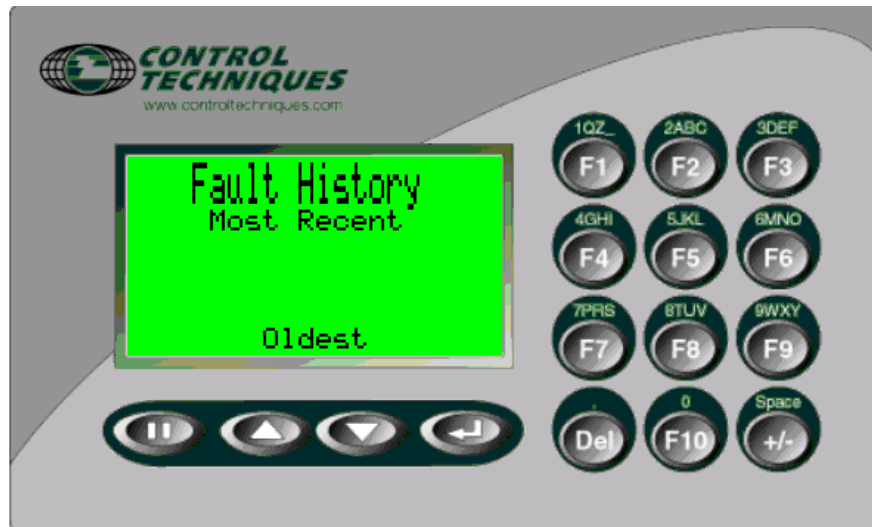 CONTROL
TECHNIQUES
www.controltechniques.com
Fault History
Most Recent
Oldest
1QZ_ 2ABC 3DEF
F1 F2 F3
4GHI 5JKL 6MNO
F4 F5 F6
7PRS 8TUV 9WXY
F7 F8 F9
. 0 Space
Del F10 +/-